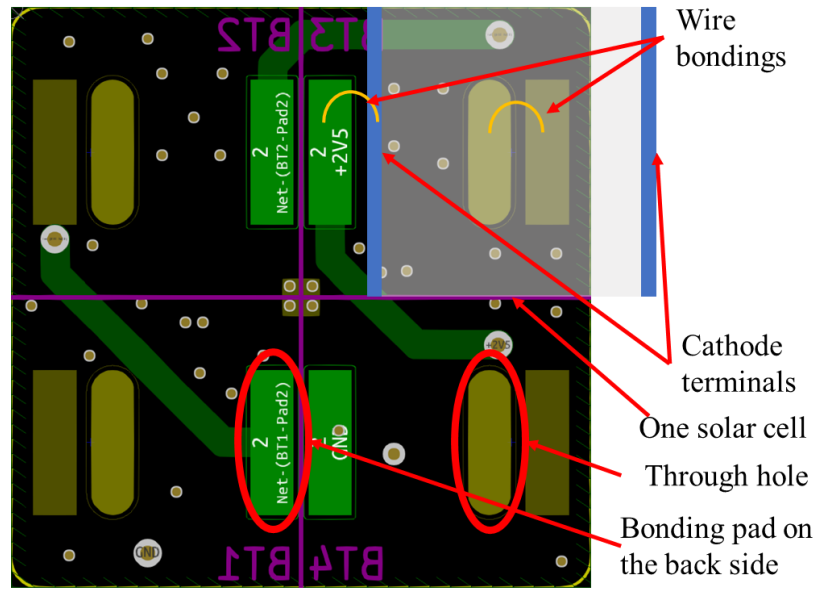 BT2
BT3
Wire
bondings
2
Net-(BT2-Pad2)
2
+2V5
+2V5
Cathode
terminals
One solar cell
2
Net-(BT1-Pad2)
GND
Through hole
Bonding pad on
the back side
GND
BT1
BT4